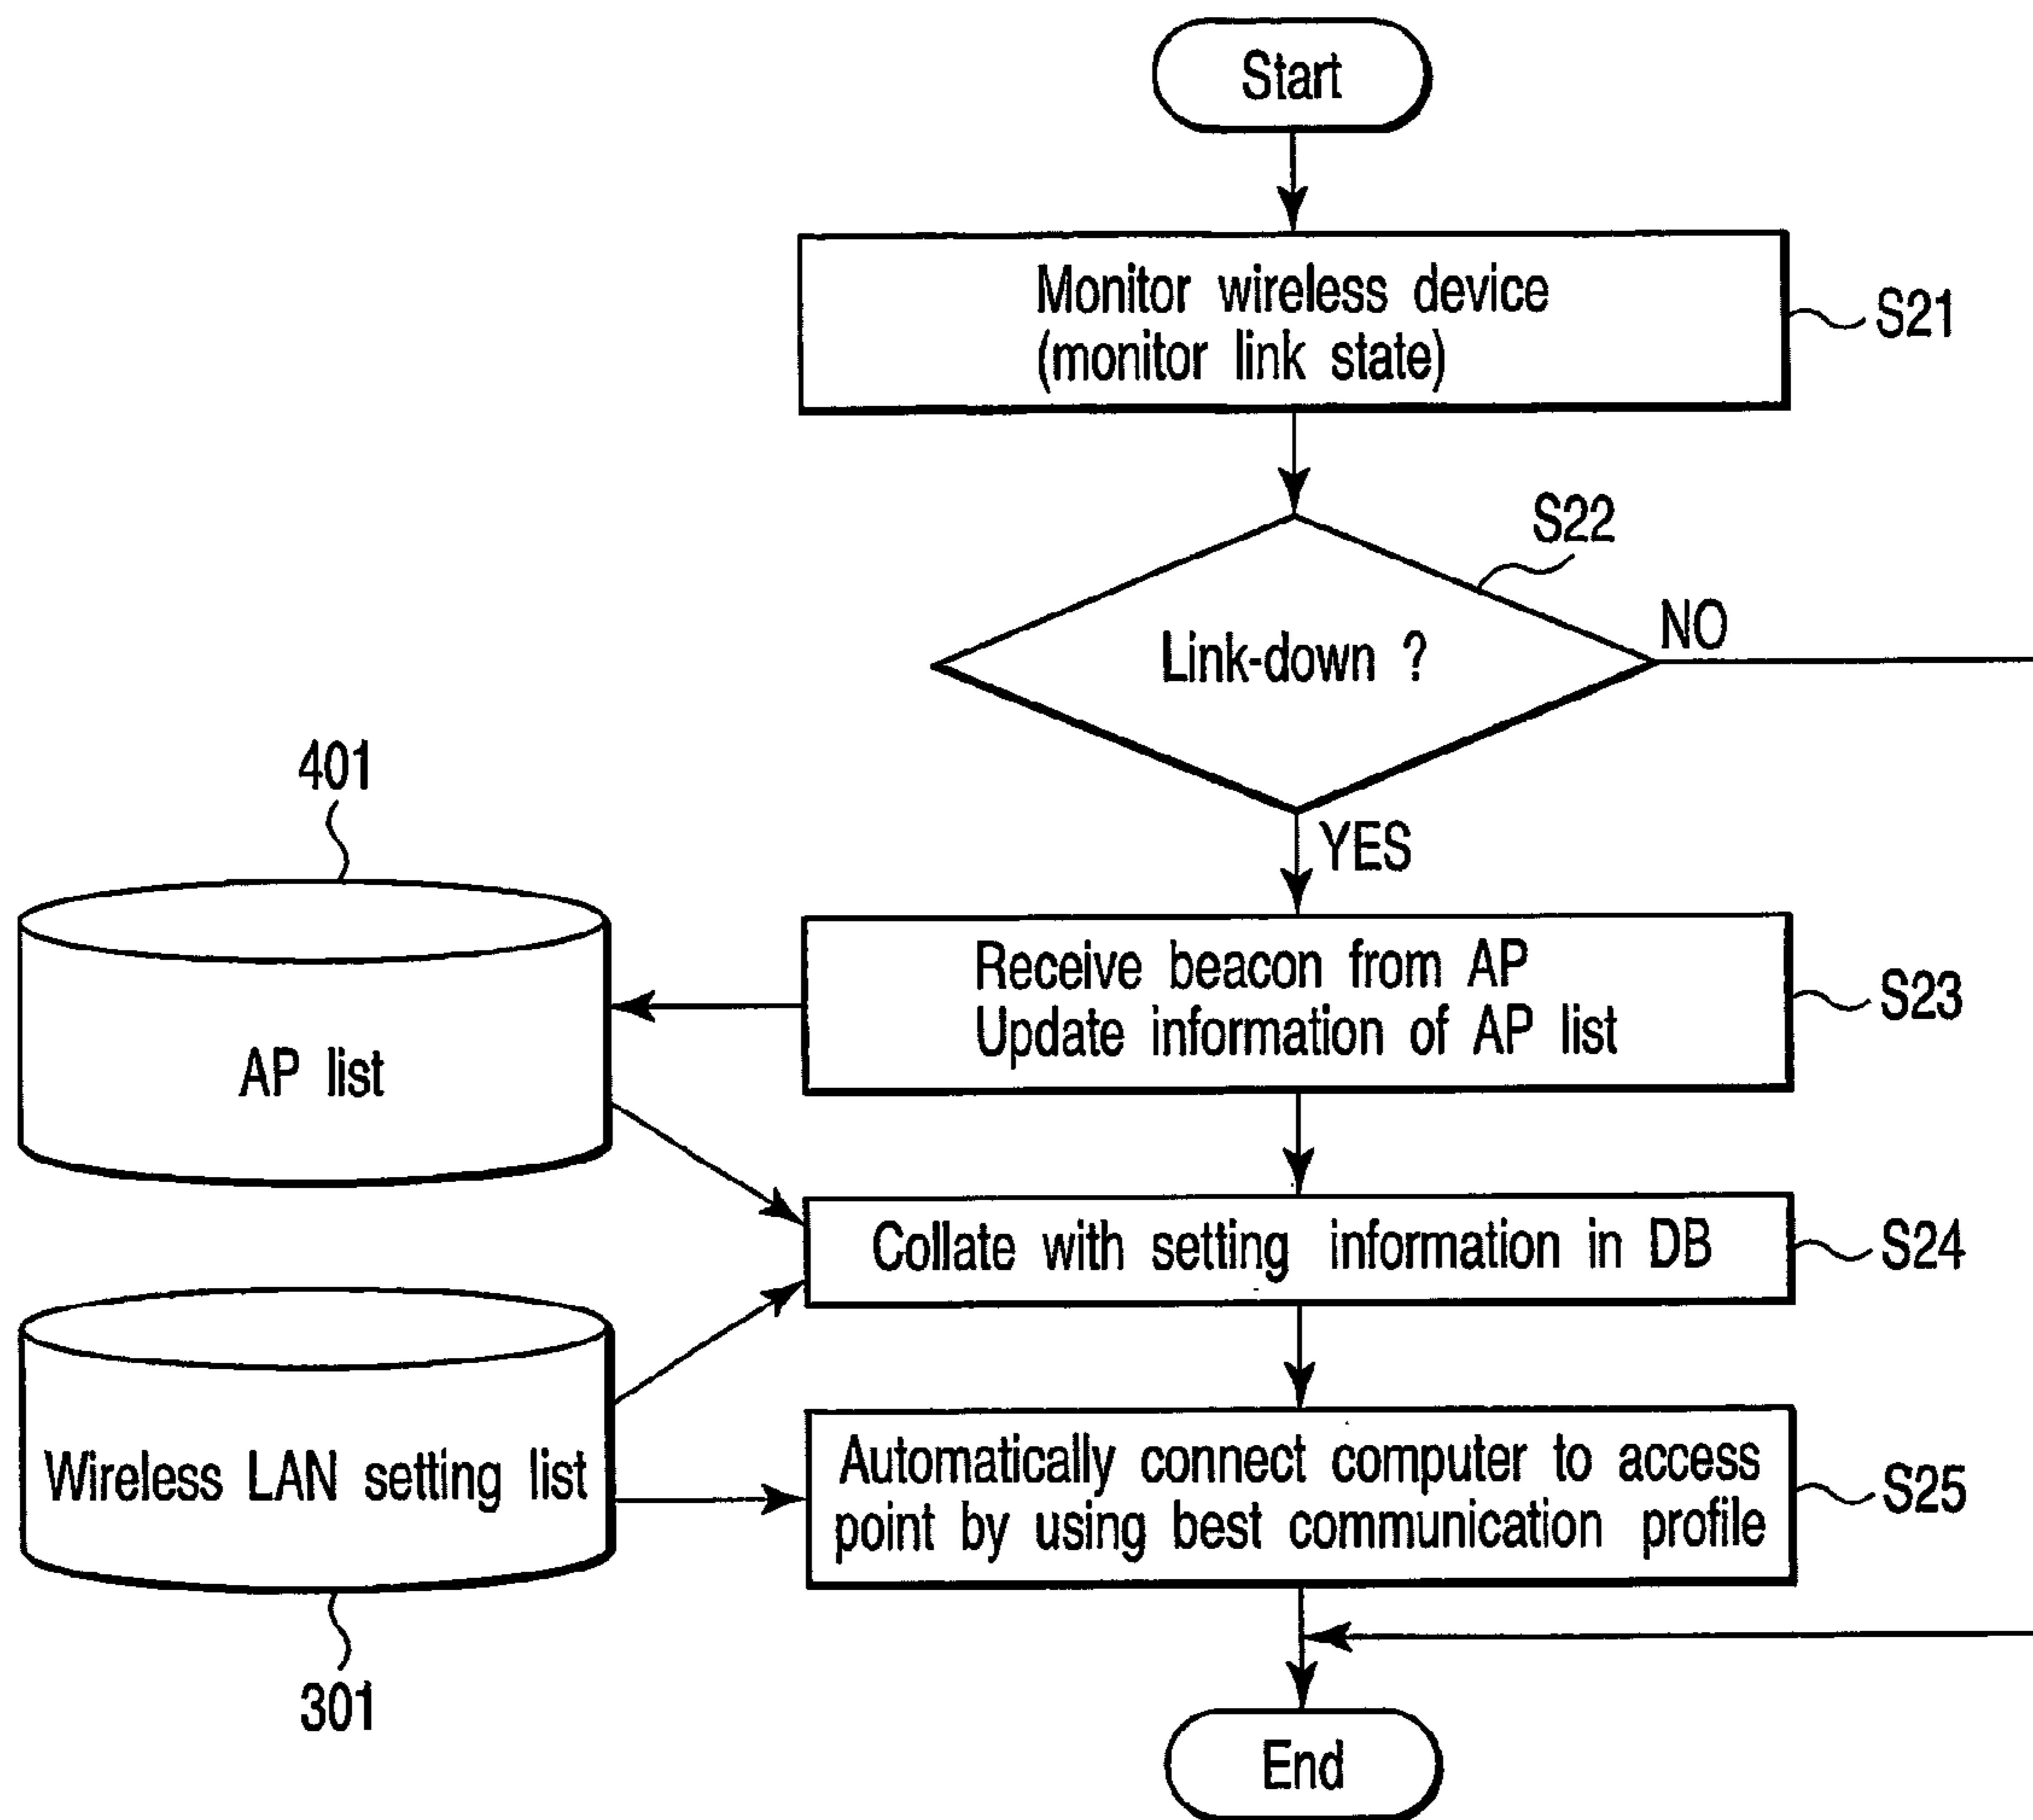 Start
Monitor wireless device
(monitor link state)
S21
S22
Link-down ?
NO
YES
401
AP list
Receive beacon from AP
Update information of AP list
S23
Collate with setting information in DB
S24
Wireless LAN setting list
Automatically connect computer to access
point by using best communication profile
S25
301
End